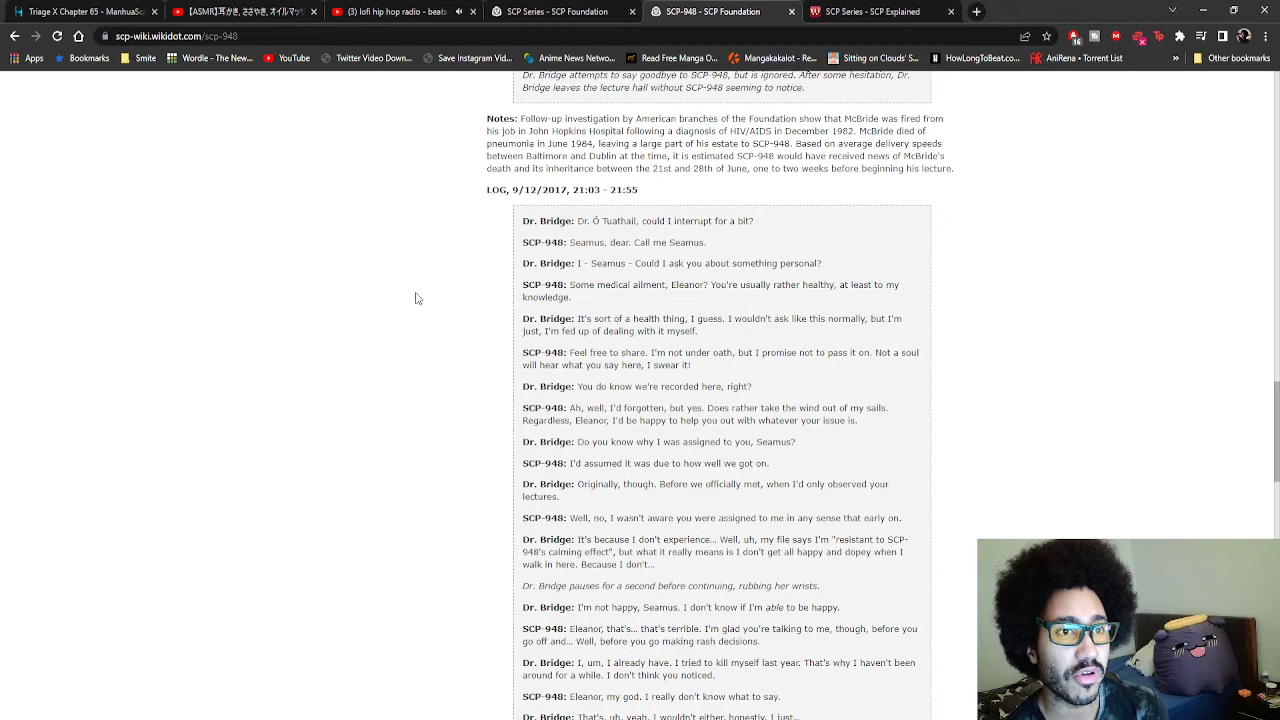 Triage X Chapter 65 - ManhuaSc
【ASMR】耳かき、ささやき、オイルマッ
(3) lofi hip hop radio - beats
SCP Series - SCP Foundation
SCP-948 - SCP Foundation
SCP Series - SCP Explained
scp-wiki.wikidot.com/scp-948
16
Tp
Apps
Bookmarks
Smite
Wordle - The New...
YouTube
Twitter Video Down...
Save Instagram Vid...
Anime News Networ...
Read Free Manga O...
Mangakakalot - Re...
Sitting on Clouds' S...
HowLongToBeat.co...
AniRena | Torrent List
»
Other bookmarks
Dr. Bridge attempts to say goodbye to SCP-948, but is ignored. After some hesitation, Dr.
Bridge leaves the lecture hall without SCP-948 seeming to notice.
Notes: Follow-up investigation by American branches of the Foundation show that McBride was fired from
his job in John Hopkins Hospital following a diagnosis of HIV/AIDS in December 1982. McBride died of
pneumonia in June 1984, leaving a large part of his estate to SCP-948. Based on average delivery speeds
between Baltimore and Dublin at the time, it is estimated SCP-948 would have received news of McBride's
death and its inheritance between the 21st and 28th of June, one to two weeks before beginning his lecture.
LOG, 9/12/2017, 21:03 - 21:55
Dr. Bridge: Dr. Ó Tuathail, could I interrupt for a bit?
SCP-948: Seamus, dear. Call me Seamus.
Dr. Bridge: I - Seamus - Could I ask you about something personal?
SCP-948: Some medical ailment, Eleanor? You're usually rather healthy, at least to my
knowledge.
Dr. Bridge: It's sort of a health thing, I guess. I wouldn't ask like this normally, but I'm
just, I'm fed up of dealing with it myself.
SCP-948: Feel free to share. I'm not under oath, but I promise not to pass it on. Not a soul
will hear what you say here, I swear it!
Dr. Bridge: You do know we're recorded here, right?
SCP-948: Ah, well, I'd forgotten, but yes. Does rather take the wind out of my sails.
Regardless, Eleanor, I'd be happy to help you out with whatever your issue is.
Dr. Bridge: Do you know why I was assigned to you, Seamus?
SCP-948: I'd assumed it was due to how well we got on.
Dr. Bridge: Originally, though. Before we officially met, when I'd only observed your
lectures.
SCP-948: Well, no, I wasn't aware you were assigned to me in any sense that early on.
Dr. Bridge: It's because I don't experience... Well, uh, my file says I'm "resistant to SCP-
948's calming effect", but what it really means is I don't get all happy and dopey when I
walk in here. Because I don't...
Dr. Bridge pauses for a second before continuing, rubbing her wrists.
Dr. Bridge: I'm not happy, Seamus. I don't know if I'm able to be happy.
SCP-948: Eleanor, that's... that's terrible. I'm glad you're talking to me, though, before you
go off and... Well, before you go making rash decisions.
Dr. Bridge: I, um, I already have. I tried to kill myself last year. That's why I haven't been
around for a while. I don't think you noticed.
SCP-948: Eleanor, my god. I really don't know what to say.
Dr. Bridge: That's, uh, yeah, I wouldn't either, honestly, I just...